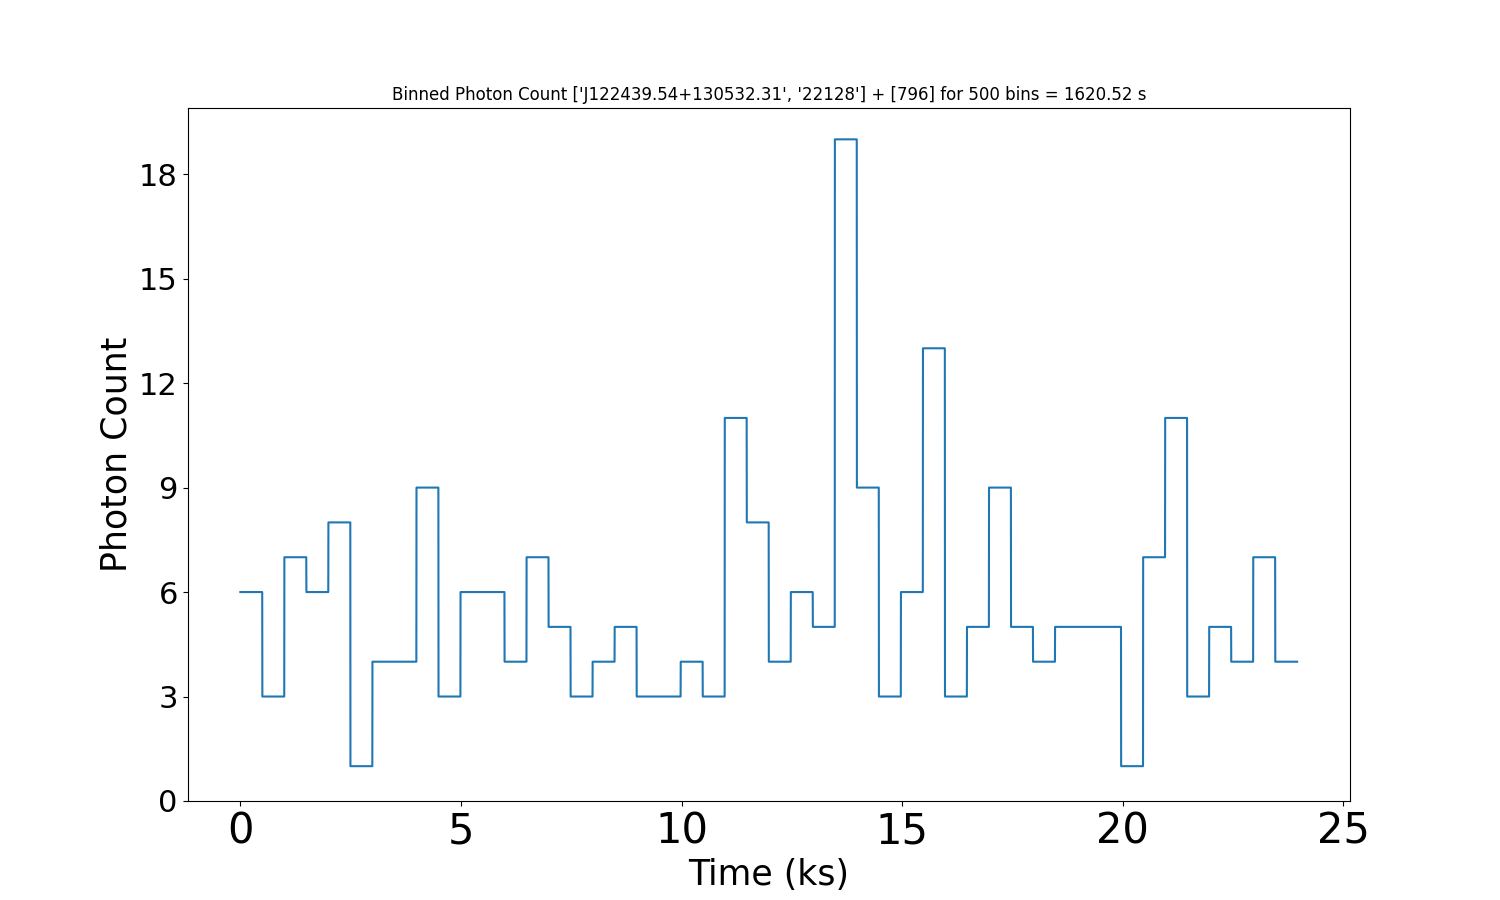 Binned Photon Count ['J122439.54+130532.31', '22128'] + [796] for 500 bins = 1620.52 s
18
15
12
9
6
3
0
Photon Count
0 5 10 15 20 25
Time (ks)